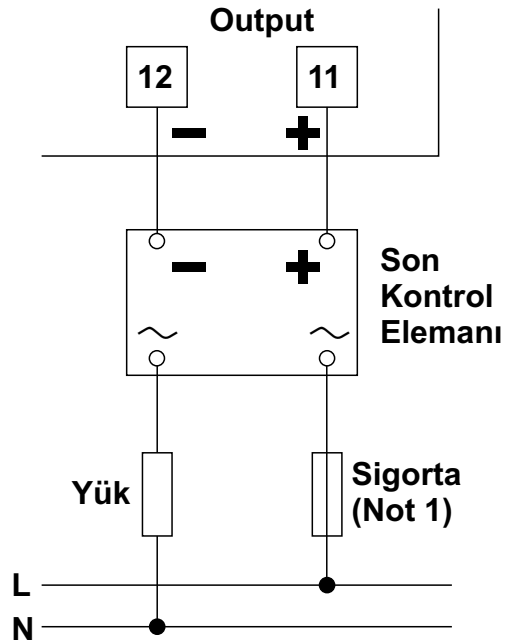 Output
12 11
− +
− +
Son
Kontrol
Elemanı
~ ~
Yük
Sigorta
(Not 1)
L
N